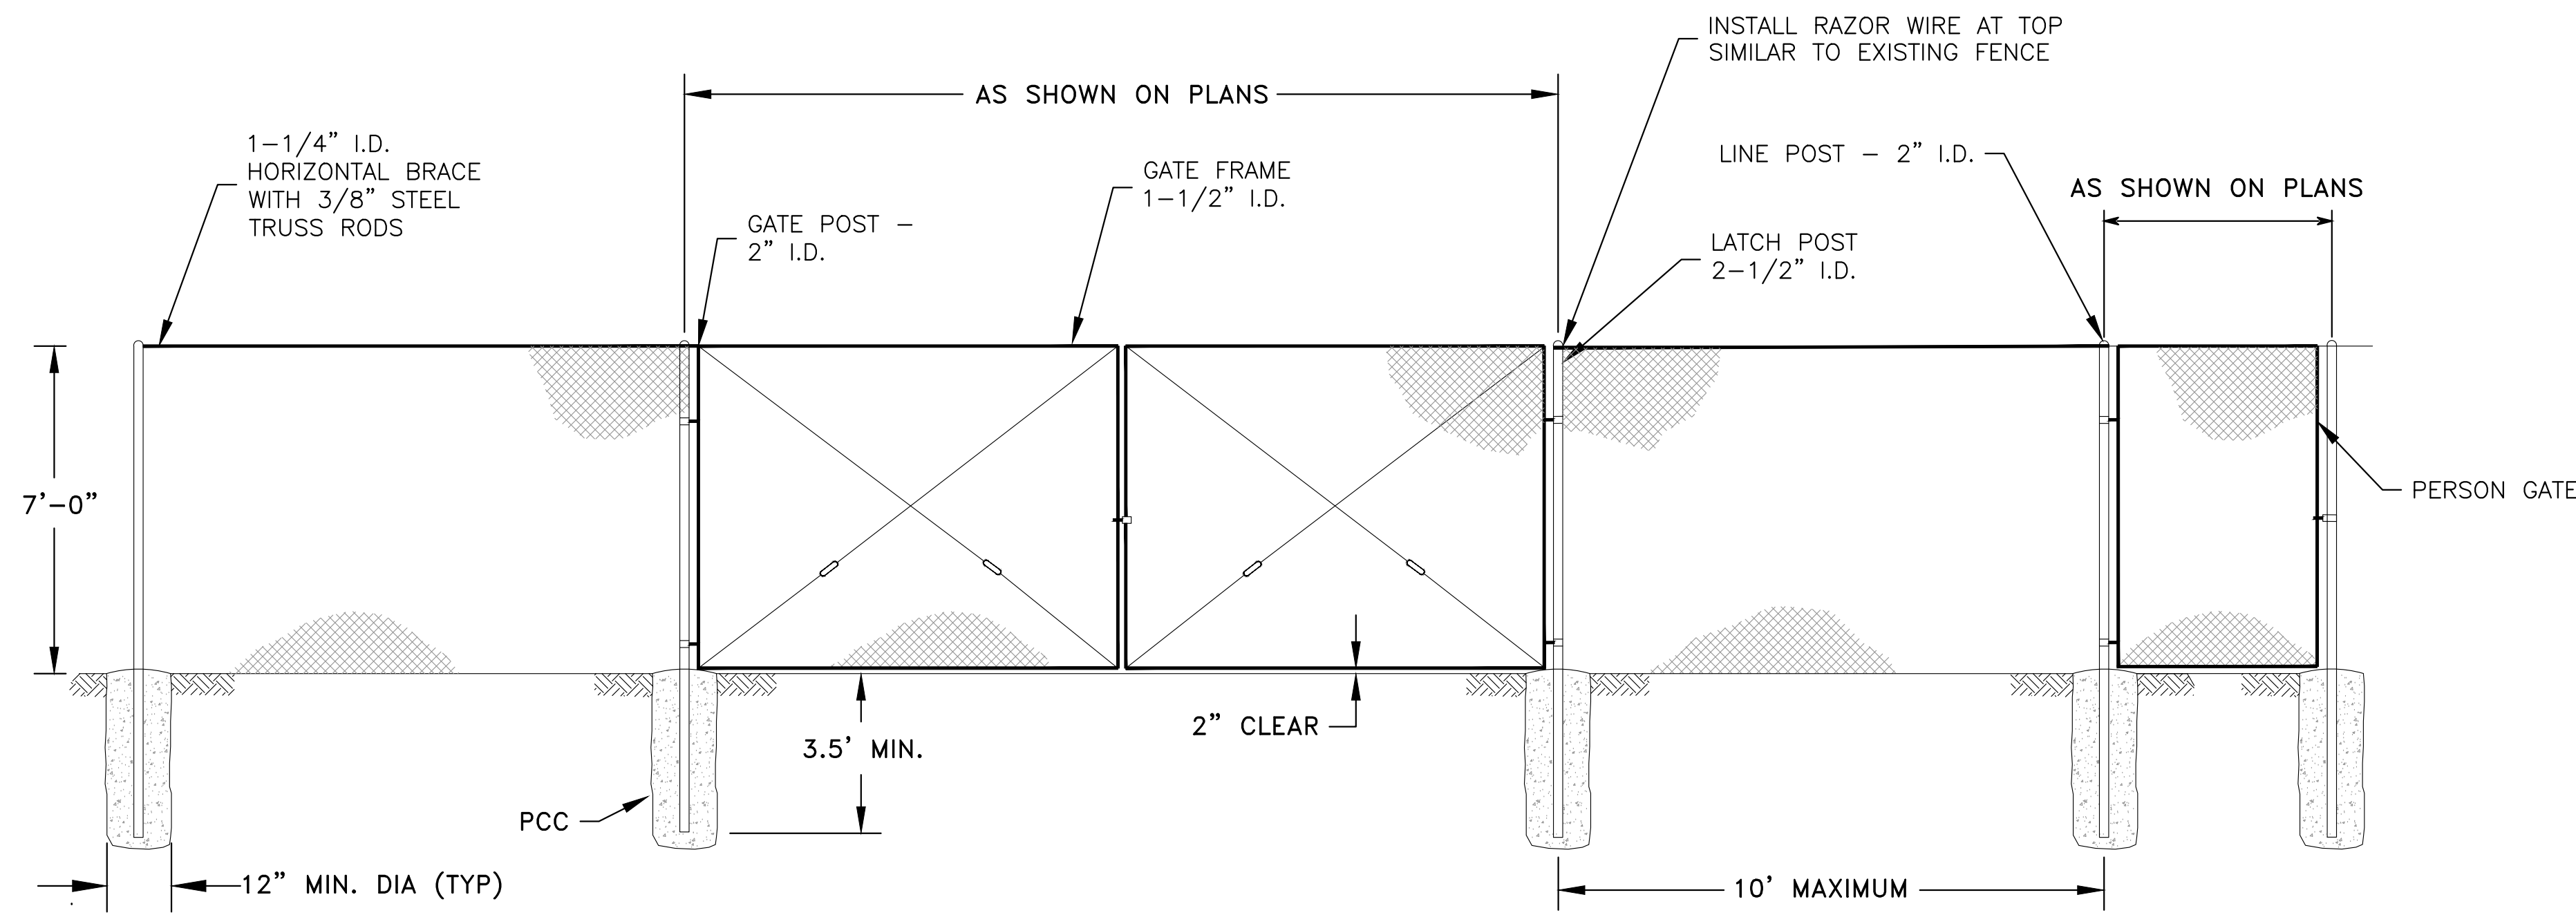 INSTALL RAZOR WIRE AT TOP
SIMILAR TO EXISTING FENCE
AS SHOWN ON PLANS
1-1/4" I.D.
HORIZONTAL BRACE
WITH 3/8" STEEL
TRUSS RODS
GATE POST -
2" I.D.
GATE FRAME
1-1/2" I.D.
LINE POST - 2" I.D.
AS SHOWN ON PLANS
LATCH POST
2-1/2" I.D.
7'-0"
PERSON GATE
2" CLEAR
3.5' MIN.
PCC
12" MIN. DIA (TYP)
10' MAXIMUM